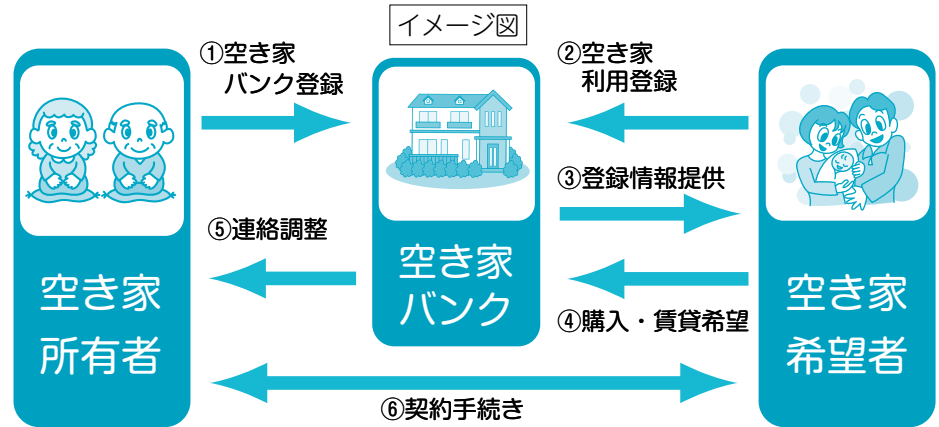 イメージ図
①空き家
バンク登録
②空き家
利用登録
③登録情報提供
④購入・賃貸希望
⑤連絡調整
⑥契約手続き
空き家
所有者
空き家
バンク
空き家
希望者